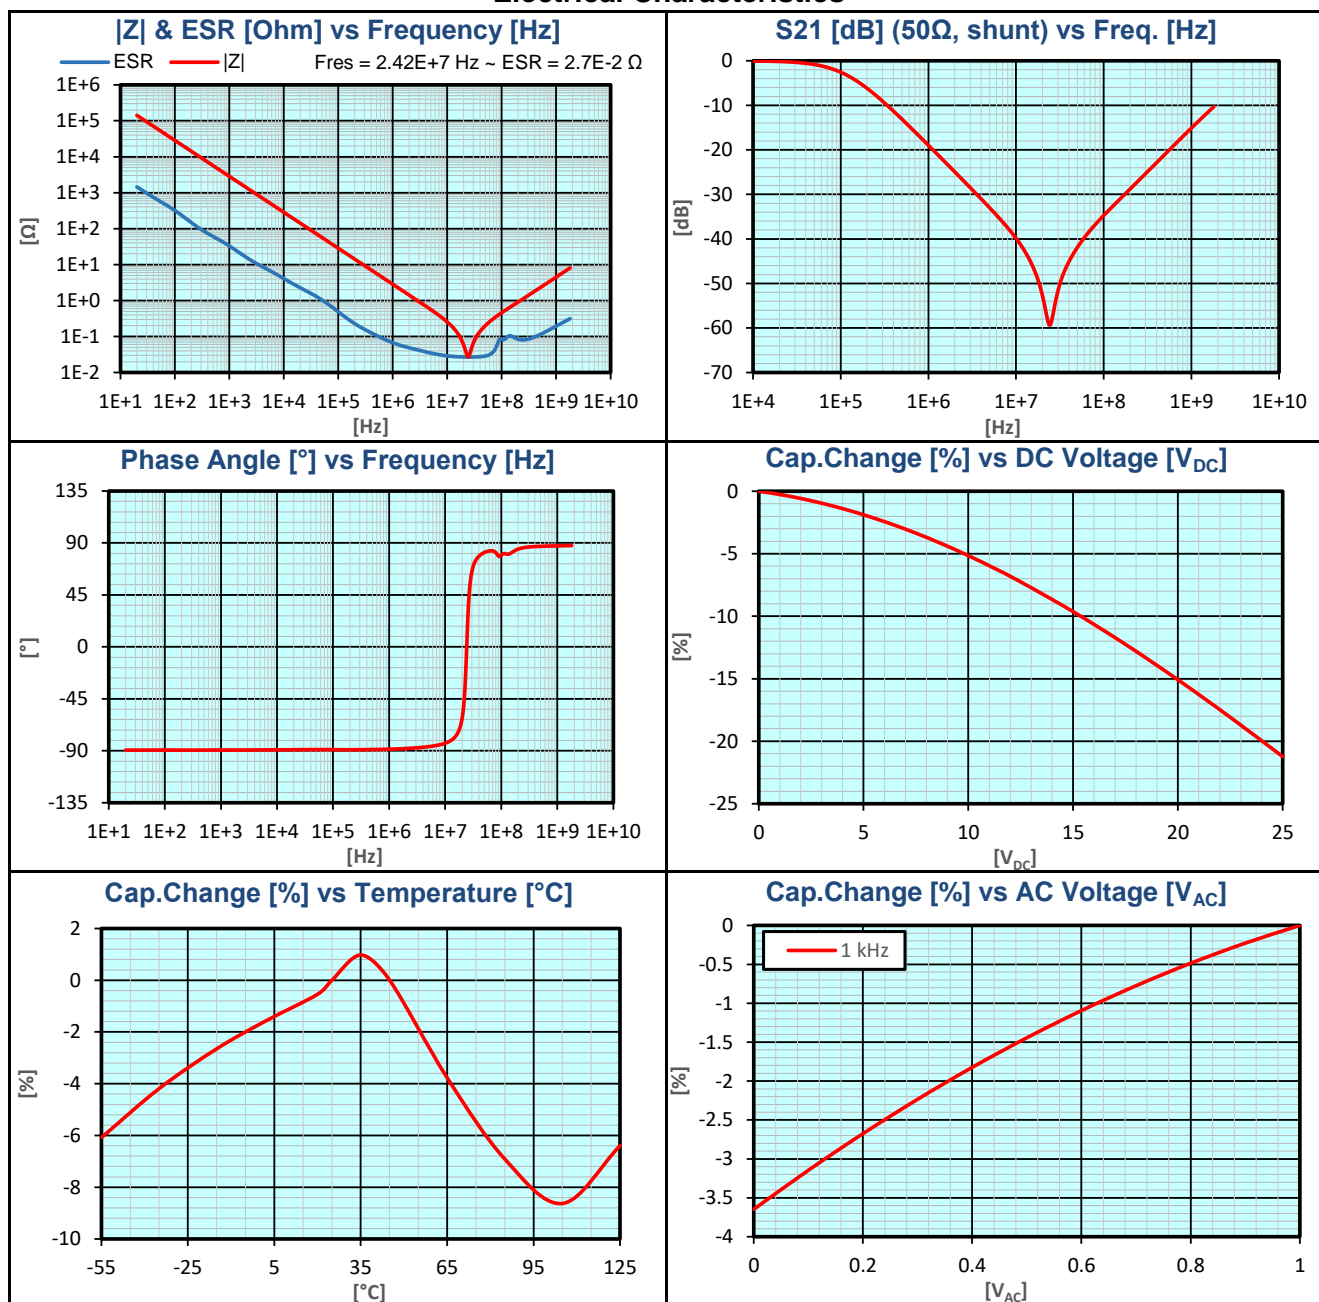 |Z| & ESR [Ohm] vs Frequency [Hz]
ESR |Z| Fres = 2.42E+7 Hz ~ ESR = 2.7E-2 Ω
1E+6
1E+5
1E+4
1E+3
1E+2
1E+1
1E+0
1E-1
1E-2
[Ω]
1E+1 1E+2 1E+3 1E+4 1E+5 1E+6 1E+7 1E+8 1E+9 1E+10
[Hz]
S21 [dB] (50Ω, shunt) vs Freq. [Hz]
0
-10
-20
-30
-40
-50
-60
-70
[dB]
1E+4 1E+5 1E+6 1E+7 1E+8 1E+9 1E+10
[Hz]
Phase Angle [°] vs Frequency [Hz]
135
90
45
0
-45
-90
-135
[°]
1E+1 1E+2 1E+3 1E+4 1E+5 1E+6 1E+7 1E+8 1E+9 1E+10
[Hz]
Cap.Change [%] vs DC Voltage [VDC]
0
-5
-10
-15
-20
-25
[%]
0 5 10 15 20 25
[VDC]
Cap.Change [%] vs Temperature [°C]
2
0
-2
-4
-6
-8
-10
[%]
-55 -25 5 35 65 95 125
[°C]
Cap.Change [%] vs AC Voltage [VAC]
1 kHz
0
-0.5
-1
-1.5
-2
-2.5
-3
-3.5
-4
[%]
0 0.2 0.4 0.6 0.8 1
[VAC]